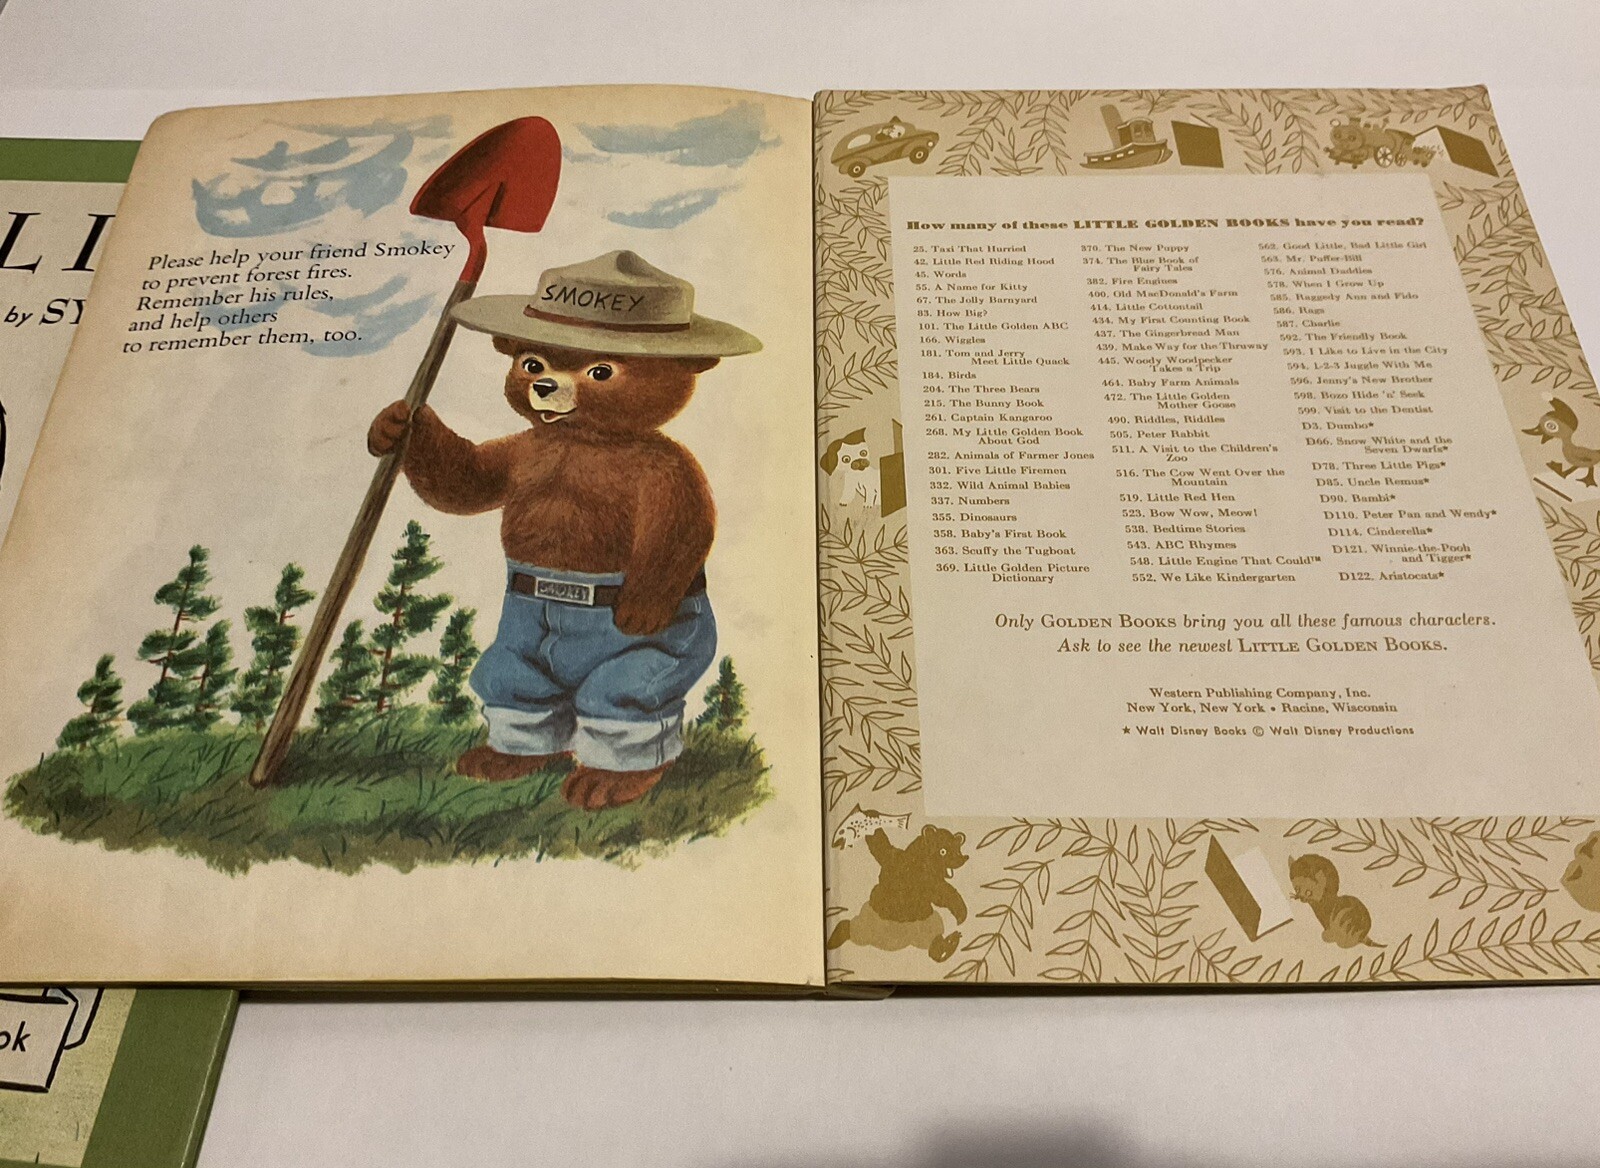 LI
by SY
ok
Please help your friend Smokey
to prevent forest fires.
Remember his rules,
and help others
to remember them, too.
SMOKEY
SMOKEY
How many of these LITTLE GOLDEN BOOKS have you read?
25. Taxi That Hurried
42. Little Red Riding Hood
45. Words
55. A Name for Kitty
67. The Jolly Barnyard
83. How Big?
101. The Little Golden ABC
166. Wiggles
181. Tom and Jerry
Meet Little Quack
184. Birds
204. The Three Bears
215. The Bunny Book
261. Captain Kangaroo
268. My Little Golden Book
About God
282. Animals of Farmer Jones
301. Five Little Firemen
332. Wild Animal Babies
337. Numbers
355. Dinosaurs
358. Baby's First Book
363. Scuffy the Tugboat
369. Little Golden Picture
Dictionary
370. The New Puppy
374. The Blue Book of
Fairy Tales
382. Fire Engines
400. Old MacDonald's Farm
414. Little Cottontail
434. My First Counting Book
437. The Gingerbread Man
439. Make Way for the Thruway
445. Woody Woodpecker
Takes a Trip
464. Baby Farm Animals
472. The Little Golden
Mother Goose
490. Riddles, Riddles
505. Peter Rabbit
511. A Visit to the Children's
Zoo
516. The Cow Went Over the
Mountain
519. Little Red Hen
523. Bow Wow, Meow!
538. Bedtime Stories
543. ABC Rhymes
548. Little Engine That Could™
552. We Like Kindergarten
562. Good Little, Bad Little Girl
563. Mr. Puffer-Bill
576. Animal Daddies
578. When I Grow Up
585. Raggedy Ann and Fido
586. Rags
587. Charlie
592. The Friendly Book
593. I Like to Live in the City
594. 1-2-3 Juggle With Me
596. Jenny's New Brother
598. Bozo Hide 'n' Seek
599. Visit to the Dentist
D3. Dumbo*
D66. Snow White and the
Seven Dwarfs*
D78. Three Little Pigs*
D85. Uncle Remus*
D90. Bambi*
D110. Peter Pan and Wendy*
D114. Cinderella*
D121. Winnie-the-Pooh
and Tigger*
D122. Aristocats*
Only GOLDEN BOOKS bring you all these famous characters.
Ask to see the newest LITTLE GOLDEN BOOKS.
Western Publishing Company, Inc.
New York, New York • Racine, Wisconsin
★ Walt Disney Books © Walt Disney Productions